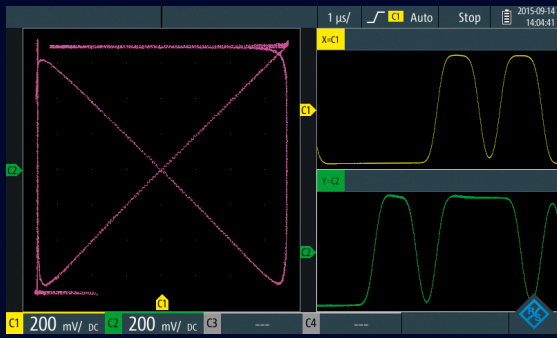 1 µs/ C1 Auto Stop 2015-09-14
14:04:41
X=C1
C1
C2
Y=C2
C2
C1
C1 200 mV/ DC C2 200 mV/ DC C3 --- C4 ---
R&S